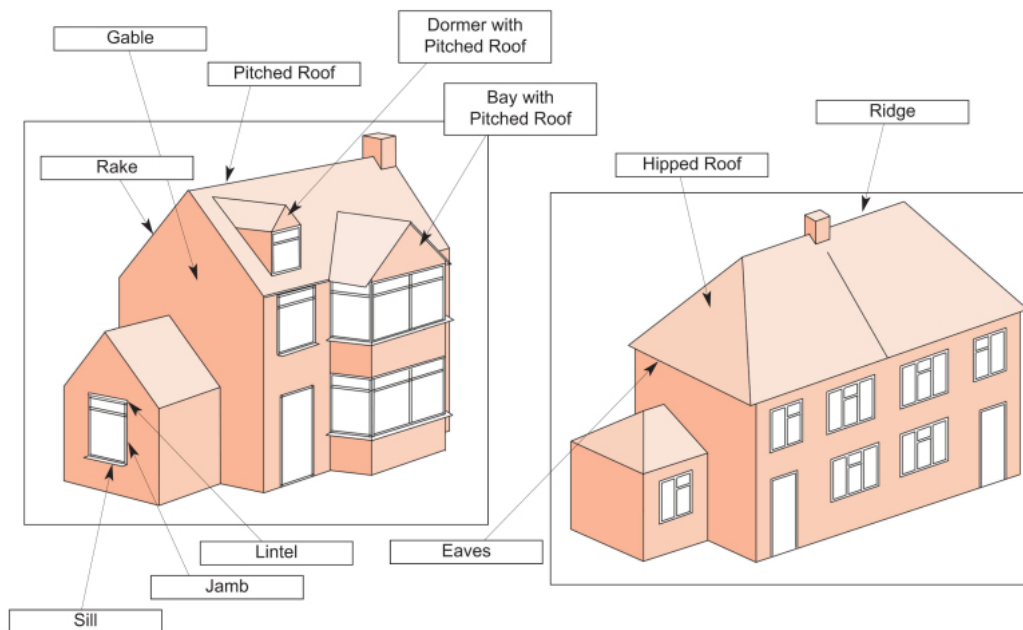 Dormer with
Pitched Roof
Gable
Pitched Roof
Bay with
Pitched Roof
Ridge
Rake
Hipped Roof
Lintel
Eaves
Jamb
Sill